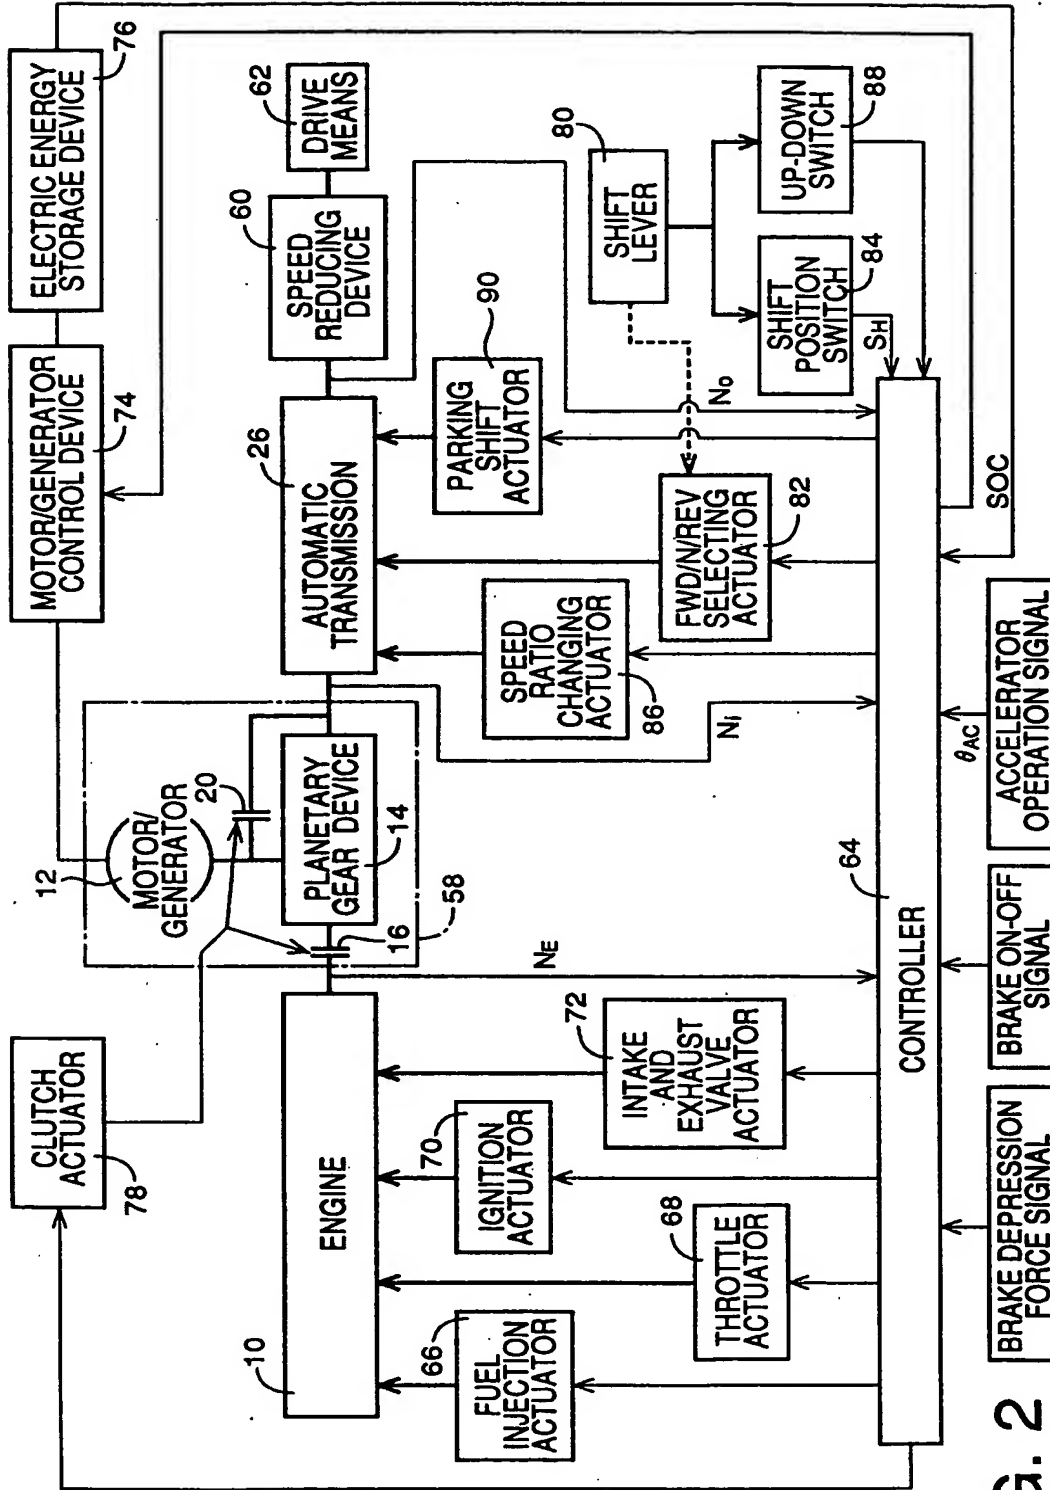 CLUTCH
ACTUATOR
78
12
MOTOR/
GENERATOR
20
MOTOR/GENERATOR
CONTROL DEVICE
74
ELECTRIC ENERGY
STORAGE DEVICE
76
10
ENGINE
16
58
PLANETARY
GEAR DEVICE
14
26
AUTOMATIC
TRANSMISSION
60
SPEED
REDUCING
DEVICE
62
DRIVE
MEANS
66
FUEL
INJECTION
ACTUATOR
68
THROTTLE
ACTUATOR
70
IGNITION
ACTUATOR
72
INTAKE
AND
EXHAUST
VALVE
ACTUATOR
NE
Ni
SPEED
RATIO
CHANGING
ACTUATOR
86
FWD/N/REV
SELECTING
ACTUATOR
82
PARKING
SHIFT
ACTUATOR
90
No
80
SHIFT
LEVER
SHIFT
POSITION
SWITCH
84
SH
UP-DOWN
SWITCH
88
64
CONTROLLER
SOC
BRAKE DEPRESSION
FORCE SIGNAL
BRAKE ON-OFF
SIGNAL
θAC
ACCELERATOR
OPERATION SIGNAL
G. 2